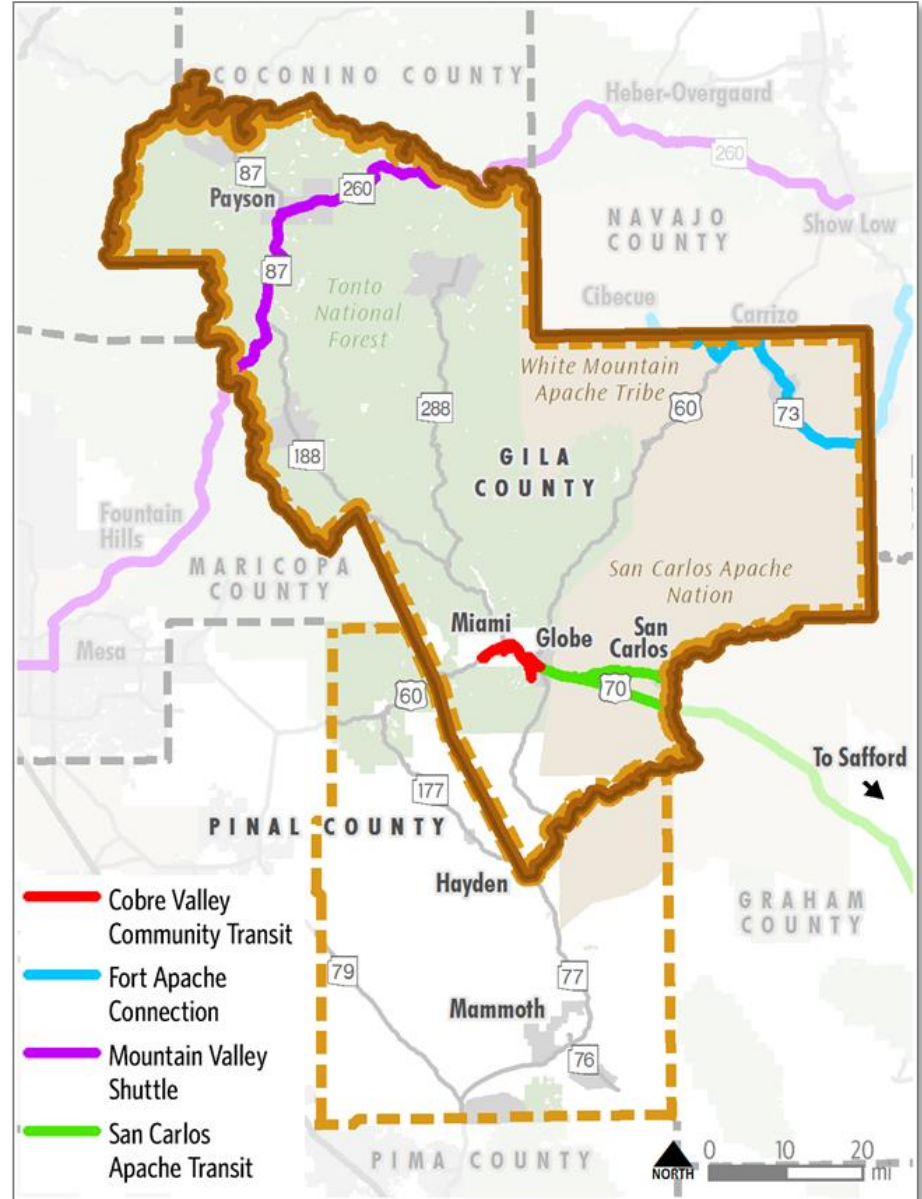 COCONINO COUNTY
Heber-Overgaard
87
260
260
Payson
NAVAJO
COUNTY
Show Low
87
Tonto
National
Forest
Cibecue
Carrizo
White Mountain
Apache Tribe
60
288
73
188
GILA
COUNTY
Fountain
Hills
MARICOPA
COUNTY
San Carlos Apache
Nation
Miami
Globe
San
Carlos
Mesa
60
70
To Safford
177
PINAL COUNTY
Hayden
GRAHAM
COUNTY
Cobre Valley
Community Transit
79
77
Fort Apache
Connection
Mammoth
Mountain Valley
Shuttle
76
San Carlos
Apache Transit
PIMA COUNTY
NORTH
0 10 20
mi